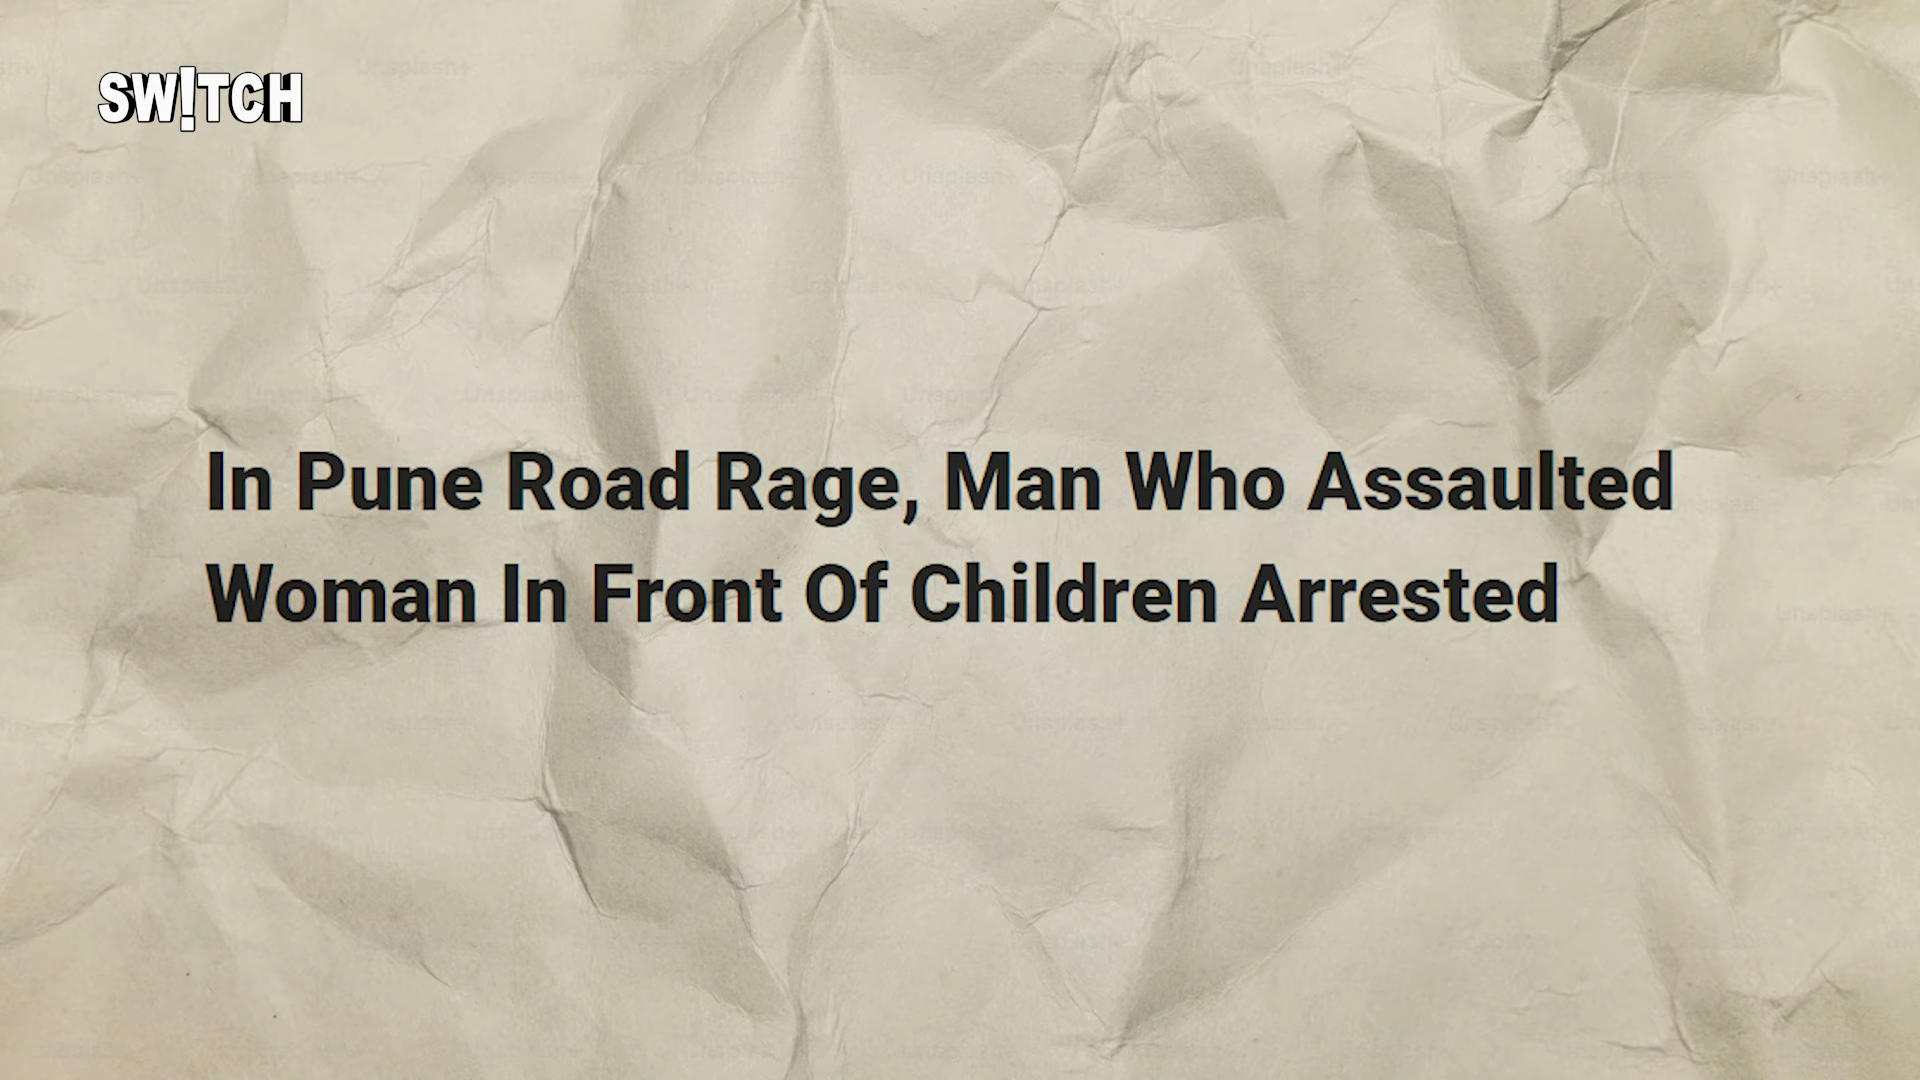 SW!TCH
In Pune Road Rage, Man Who Assaulted
Woman In Front Of Children Arrested